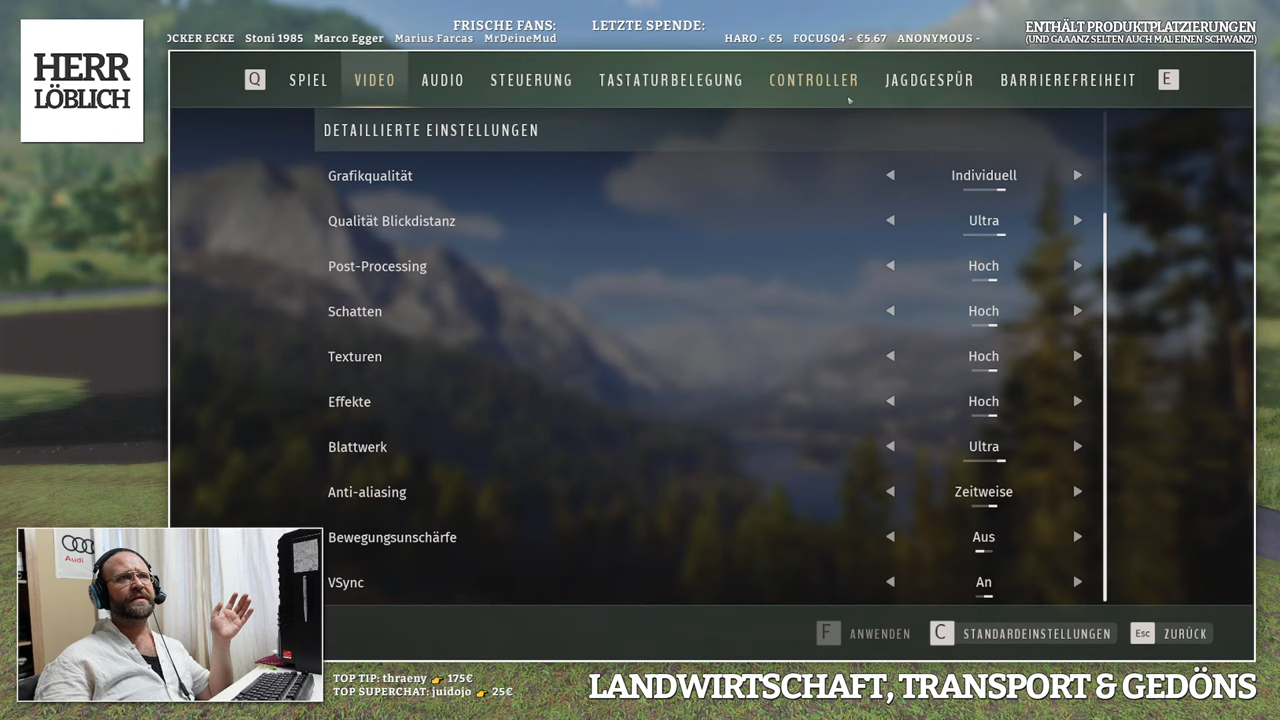 HERR
LÖBLICH
FRISCHE FANS:
OCKER ECKE Stoni 1985 Marco Egger Marius Farcas MrDeineMud
LETZTE SPENDE:
HARO - €5 FOCUS04 - €5.67 ANONYMOUS -
ENTHÄLT PRODUKTPLATZIERUNGEN
(UND GAAANZ SELTEN AUCH MAL EINEN SCHWANZ!)
Q SPIEL VIDEO AUDIO STEUERUNG TASTATURBELEGUNG CONTROLLER JAGDGESPÜR BARRIEREFREIHEIT E
DETAILLIERTE EINSTELLUNGEN
Grafikqualität Individuell
Qualität Blickdistanz Ultra
Post-Processing Hoch
Schatten Hoch
Texturen Hoch
Effekte Hoch
Blattwerk Ultra
Anti-aliasing Zeitweise
Bewegungsunschärfe Aus
VSync An
F ANWENDEN C STANDARDEINSTELLUNGEN Esc ZURÜCK
Audi
TOP TIP: thraeny 👉 175€
TOP SUPERCHAT: juidojo 👉 25€
LANDWIRTSCHAFT, TRANSPORT & GEDÖNS